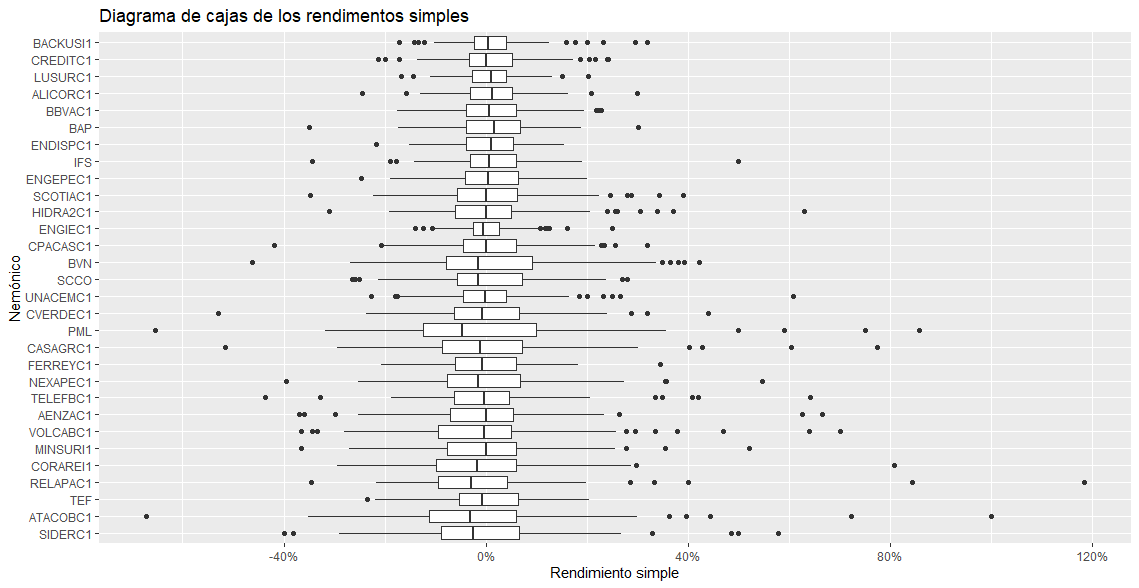 Diagrama de cajas de los rendimentos simples
BACKUSI1
CREDITC1
LUSURC1
ALICORC1
BBVAC1
BAP
ENDISPC1
IFS
ENGEPEC1
SCOTIAC1
HIDRA2C1
ENGIEC1
CPACASC1
BVN
SCCO
UNACEMC1
CVERDEC1
PML
CASAGRC1
FERREYC1
NEXAPEC1
TELEFBC1
AENZAC1
VOLCABC1
MINSURI1
CORAREI1
RELAPAC1
TEF
ATACOBC1
SIDERC1
Nemónico
-40% 0% 40% 80% 120%
Rendimiento simple